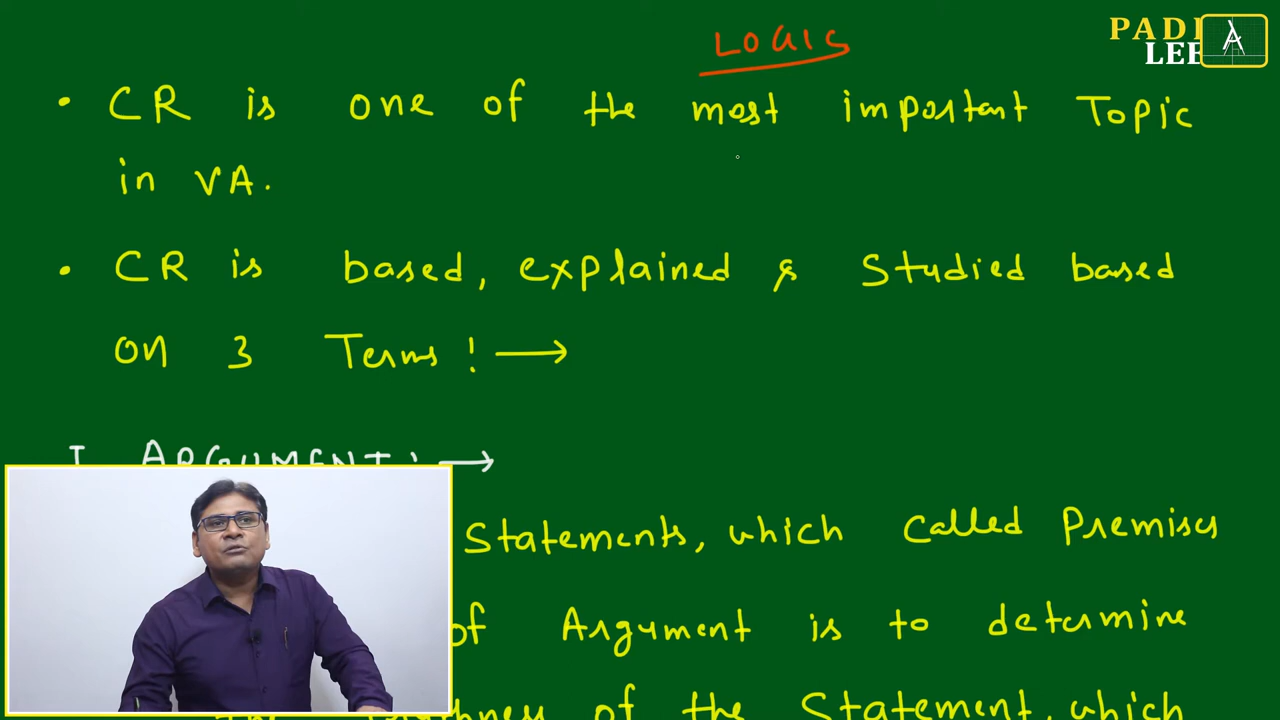 LOGIC
PADH
LEE
A
• CR is one of the most important Topic
in VA.
• CR is based, explained & Studied based
on 3 Terms! →
I ARGUMENT: →
Statements, which called Premises
of Argument is to determine
of the Statement, which